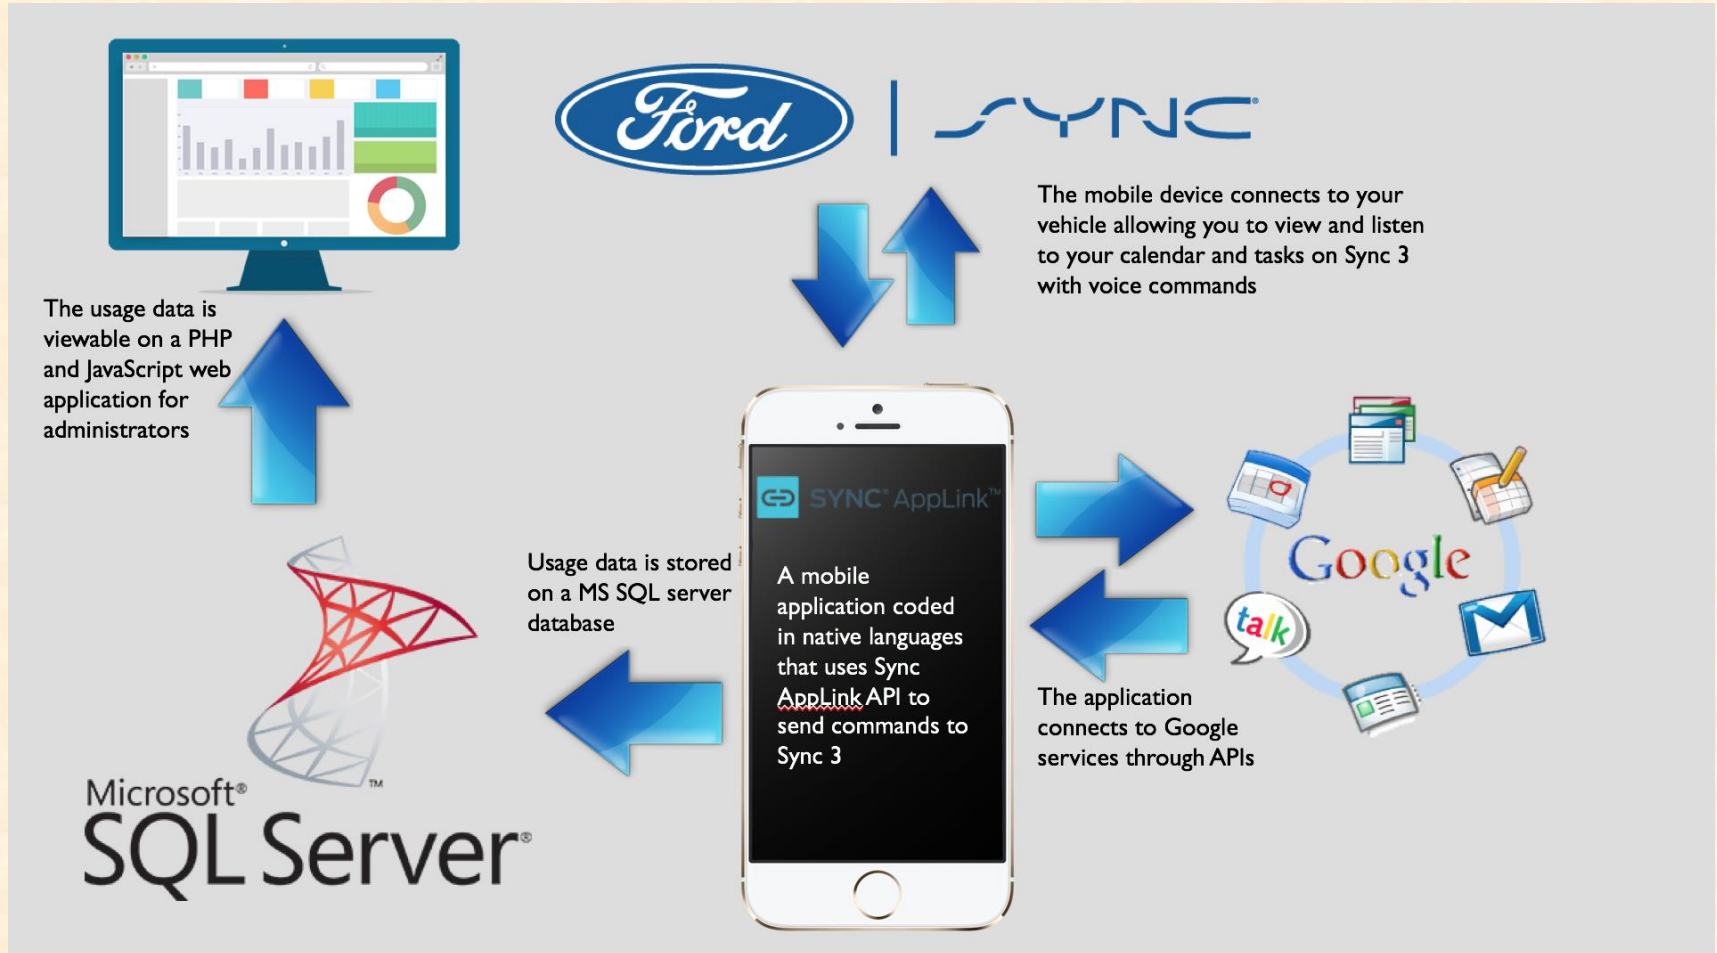 Ford
SYNC®
The mobile device connects to your
vehicle allowing you to view and listen
to your calendar and tasks on Sync 3
with voice commands
The usage data is
viewable on a PHP
and JavaScript web
application for
administrators
SYNC® AppLink™
Usage data is stored
on a MS SQL server
database
A mobile
application coded
in native languages
that uses Sync
AppLink API to
send commands to
Sync 3
Google
talk
The application
connects to Google
services through APIs
Microsoft®
SQL Server®
TM